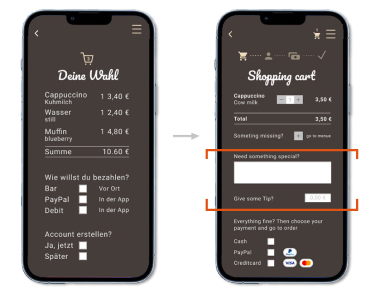 Deine Wahl
Cappuccino 1 3,40 €
Kuhmilch
Wasser 1 2,40 €
still
Muffin 1 4,80 €
blueberry
Summe 10.60 €
Wie willst du bezahlen?
Bar Vor Ort
PayPal In der App
Debit In der App
Account erstellen?
Ja, jetzt
Später
Shopping cart
Cappuccino 3,50 €
Cow milk
Total 3,50 €
Someting missing? + go to menue
Need something special?
Give some Tip? 0,00 €
Everything fine? Then choose your
payment and go to order
Cash
PayPal
Creditcard VISA